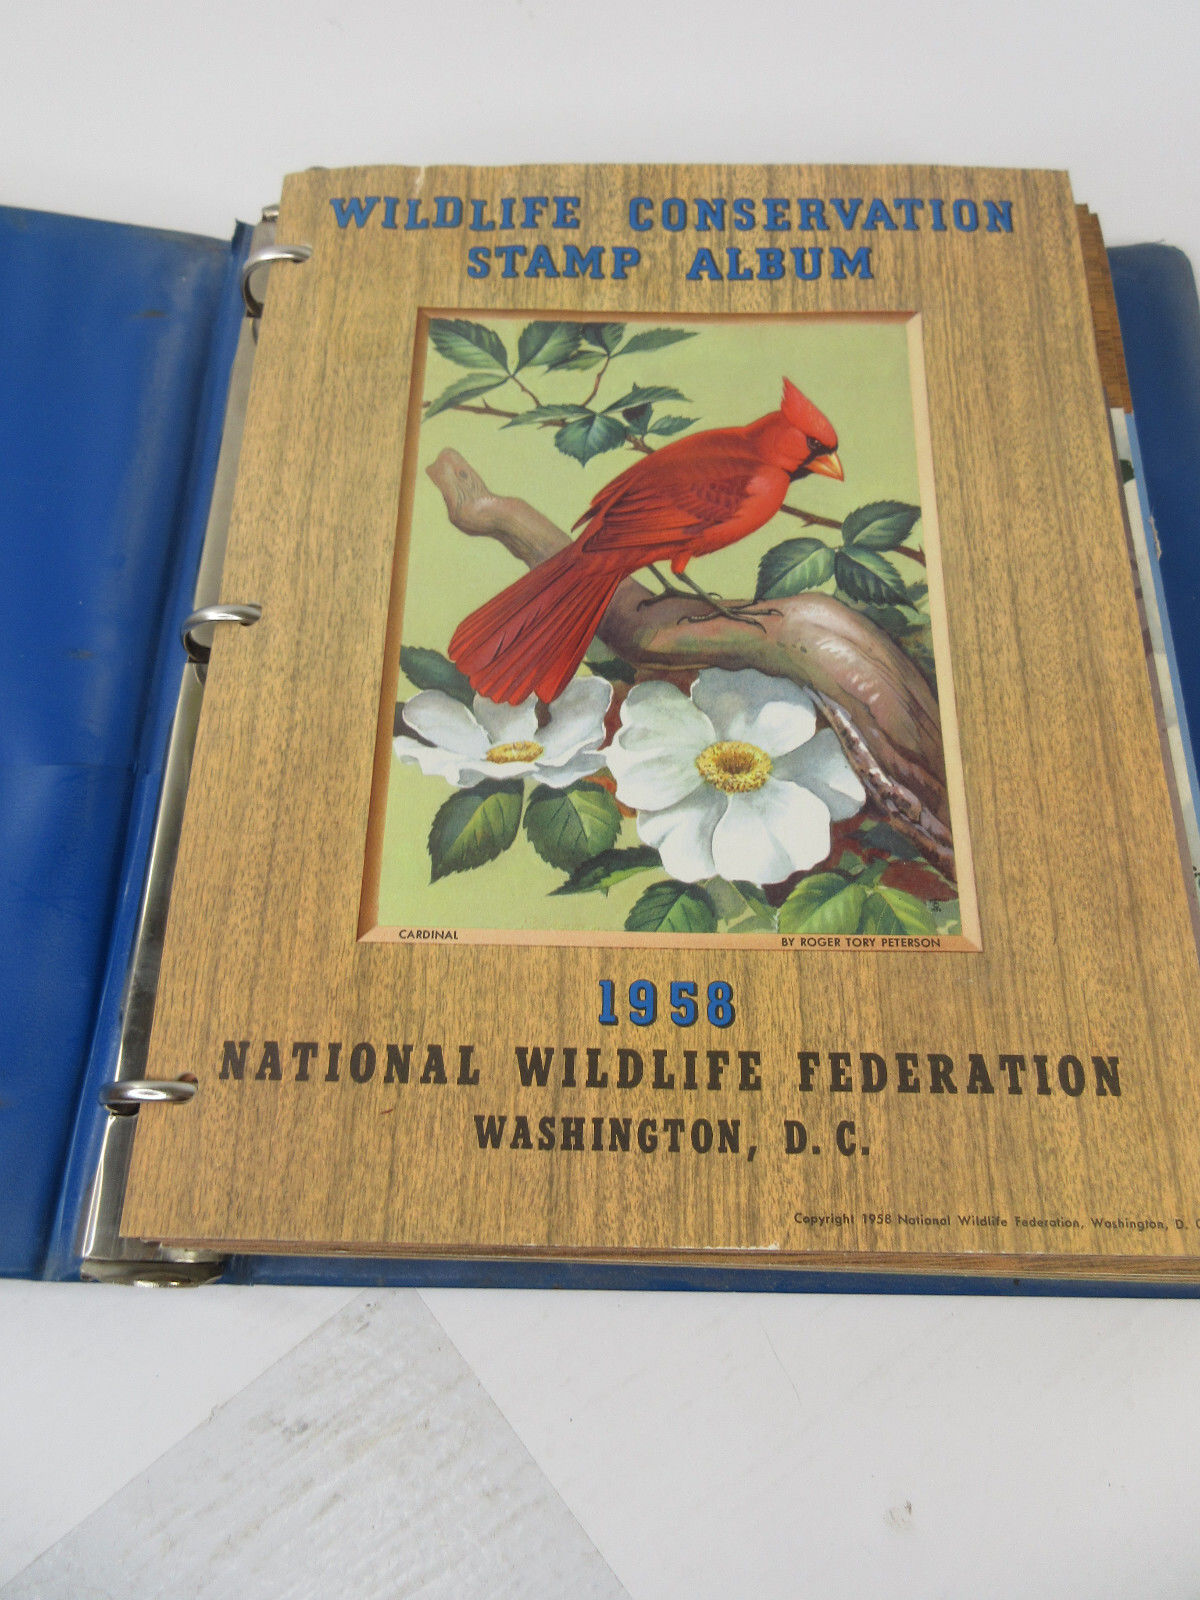 WILDLIFE CONSERVATION
STAMP ALBUM
CARDINAL
BY ROGER TORY PETERSON
1958
NATIONAL WILDLIFE FEDERATION
WASHINGTON, D. C.
Copyright 1958 National Wildlife Federation, Washington, D. C